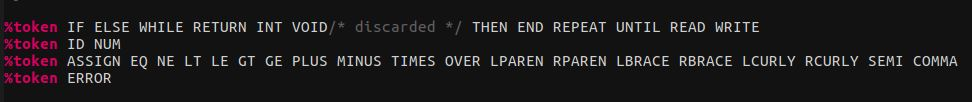 %token IF ELSE WHILE RETURN INT VOID/* discarded */ THEN END REPEAT UNTIL READ WRITE
%token ID NUM
%token ASSIGN EQ NE LT LE GT GE PLUS MINUS TIMES OVER LPAREN RPAREN LBRACE RBRACE LCURLY RCURLY SEMI COMMA
%token ERROR